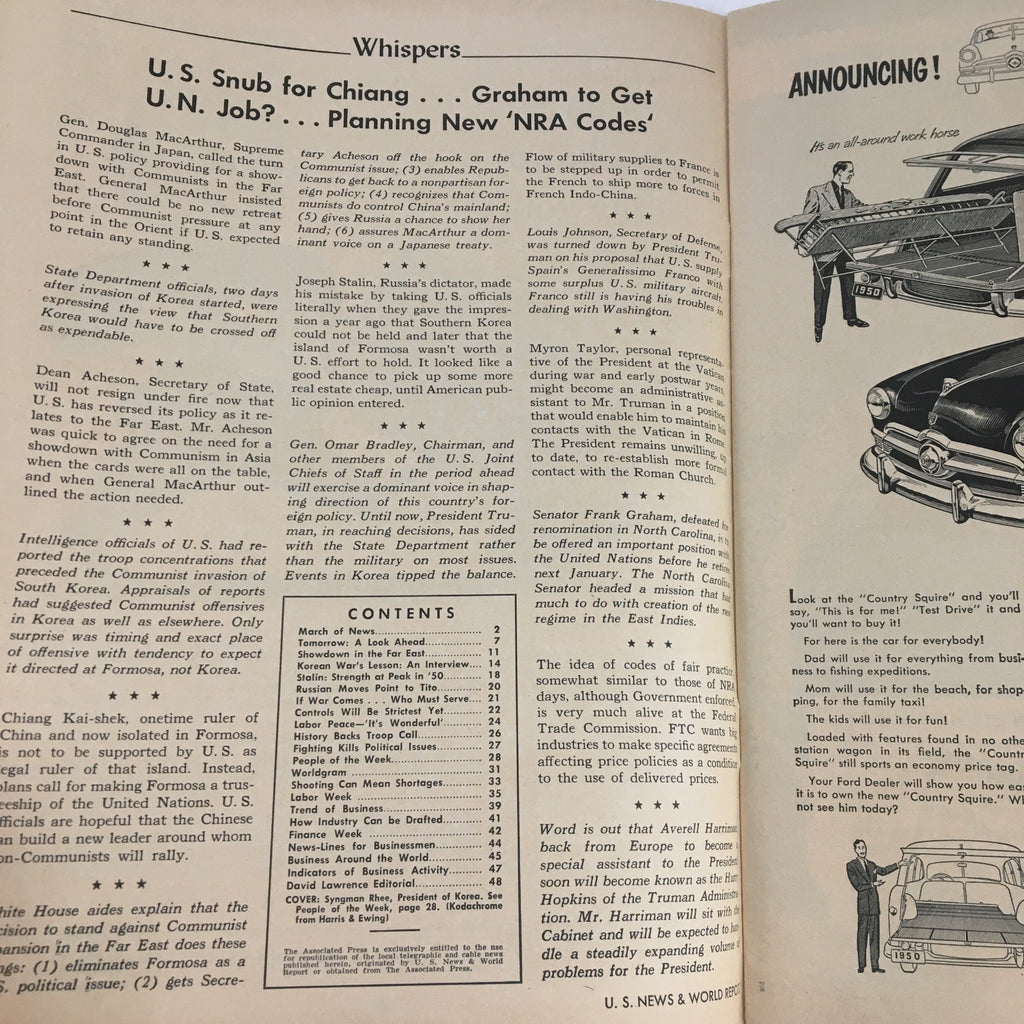 Whispers
U. S. Snub for Chiang . . . Graham to Get
U. N. Job? . . . Planning New 'NRA Codes'
Gen. Douglas MacArthur, Supreme
Commander in Japan, called the turn
in U. S. policy providing for a show-
down with Communists in the Far
East. General MacArthur insisted
that there could be no new retreat
before Communist pressure at any
point in the Orient if U. S. expected
to retain any standing.
★ ★ ★
State Department officials, two days
after invasion of Korea started, were
expressing the view that Southern
Korea would have to be crossed off
as expendable.
★ ★ ★
Dean Acheson, Secretary of State,
will not resign under fire now that
U. S. has reversed its policy as it re-
lates to the Far East. Mr. Acheson
was quick to agree on the need for a
showdown with Communism in Asia
when the cards were all on the table,
and when General MacArthur out-
lined the action needed.
★ ★ ★
Intelligence officials of U. S. had re-
ported the troop concentrations that
preceded the Communist invasion of
South Korea. Appraisals of reports
had suggested Communist offensives
in Korea as well as elsewhere. Only
surprise was timing and exact place
of offensive with tendency to expect
it directed at Formosa, not Korea.
★ ★ ★
Chiang Kai-shek, onetime ruler of
China and now isolated in Formosa,
is not to be supported by U. S. as
egal ruler of that island. Instead,
plans call for making Formosa a trus-
eeship of the United Nations. U. S.
fficials are hopeful that the Chinese
an build a new leader around whom
on-Communists will rally.
★ ★ ★
hite House aides explain that the
cision to stand against Communist
pansion in the Far East does these
ngs: (1) eliminates Formosa as a
S. political issue; (2) gets Secre-
tary Acheson off the hook on the
Communist issue; (3) enables Repub-
licans to get back to a nonpartisan for-
eign policy; (4) recognizes that Com-
munists do control China's mainland;
(5) gives Russia a chance to show her
hand; (6) assures MacArthur a dom-
inant voice on a Japanese treaty.
★ ★ ★
Joseph Stalin, Russia's dictator, made
his mistake by taking U. S. officials
literally when they gave the impres-
sion a year ago that Southern Korea
could not be held and later that the
island of Formosa wasn't worth a
U. S. effort to hold. It looked like a
good chance to pick up some more
real estate cheap, until American pub-
lic opinion entered.
★ ★ ★
Gen. Omar Bradley, Chairman, and
other members of the U. S. Joint
Chiefs of Staff in the period ahead
will exercise a dominant voice in shap-
ing direction of this country's for-
eign policy. Until now, President Tru-
man, in reaching decisions, has sided
with the State Department rather
than the military on most issues.
Events in Korea tipped the balance.
CONTENTS
March of News.......... 2
Tomorrow: A Look Ahead.......... 7
Showdown in the Far East.......... 11
Korean War's Lesson: An Interview.......... 14
Stalin: Strength at Peak in '50.......... 18
Russian Moves Point to Tito.......... 20
If War Comes . . . Who Must Serve.......... 21
Controls Will Be Strictest Yet.......... 22
Labor Peace—'It's Wonderful'.......... 24
History Backs Troop Call.......... 26
Fighting Kills Political Issues.......... 27
People of the Week.......... 28
Worldgram .......... 31
Shooting Can Mean Shortages.......... 33
Labor Week .......... 35
Trend of Business.......... 39
How Industry Can be Drafted.......... 41
Finance Week .......... 42
News-Lines for Businessmen.......... 44
Business Around the World.......... 45
Indicators of Business Activity.......... 47
David Lawrence Editorial.......... 48
COVER: Syngman Rhee, President of Korea. See
People of the Week, page 28. (Kodachrome
from Harris & Ewing)
The Associated Press is exclusively entitled to the use
for republication of the local telegraphic and cable news
published herein, originated by U. S. News & World
Report or obtained from The Associated Press.
Flow of military supplies to France is
to be stepped up in order to permit
the French to ship more to forces in
French Indo-China.
★ ★ ★
Louis Johnson, Secretary of Defense,
was turned down by President Tru-
man on his proposal that U. S. supply
Spain's Generalissimo Franco with
some surplus U. S. military aircraft.
Franco still is having his troubles in
dealing with Washington.
★ ★ ★
Myron Taylor, personal representa-
tive of the President at the Vatican
during war and early postwar years,
might become an administrative as-
sistant to Mr. Truman in a position
that would enable him to maintain his
contacts with the Vatican in Rome.
The President remains unwilling, up
to date, to re-establish more formal
contact with the Roman Church.
★ ★ ★
Senator Frank Graham, defeated for
renomination in North Carolina, is to
be offered an important position with
the United Nations before he retires
next January. The North Carolina
Senator headed a mission that had
much to do with creation of the new
regime in the East Indies.
★ ★ ★
The idea of codes of fair practice,
somewhat similar to those of NRA
days, although Government enforced,
is very much alive at the Federal
Trade Commission. FTC wants big
industries to make specific agreements
affecting price policies as a condition
to the use of delivered prices.
★ ★ ★
Word is out that Averell Harriman,
back from Europe to become a
special assistant to the President,
soon will become known as the Harry
Hopkins of the Truman Administra-
tion. Mr. Harriman will sit with the
Cabinet and will be expected to han-
dle a steadily expanding volume of
problems for the President.
U. S. NEWS & WORLD REPO
ANNOUNCING!
It's an all-around work horse
1950
Look at the "Country Squire" and you'll
say, "This is for me!" "Test Drive" it and
you'll want to buy it!
For here is the car for everybody!
Dad will use it for everything from busi-
ness to fishing expeditions.
Mom will use it for the beach, for shop-
ping, for the family taxi!
The kids will use it for fun!
Loaded with features found in no othe
station wagon in its field, the "Countr
Squire" still sports an economy price tag.
Your Ford Dealer will show you how eas
it is to own the new "Country Squire." Wh
not see him today?
1950